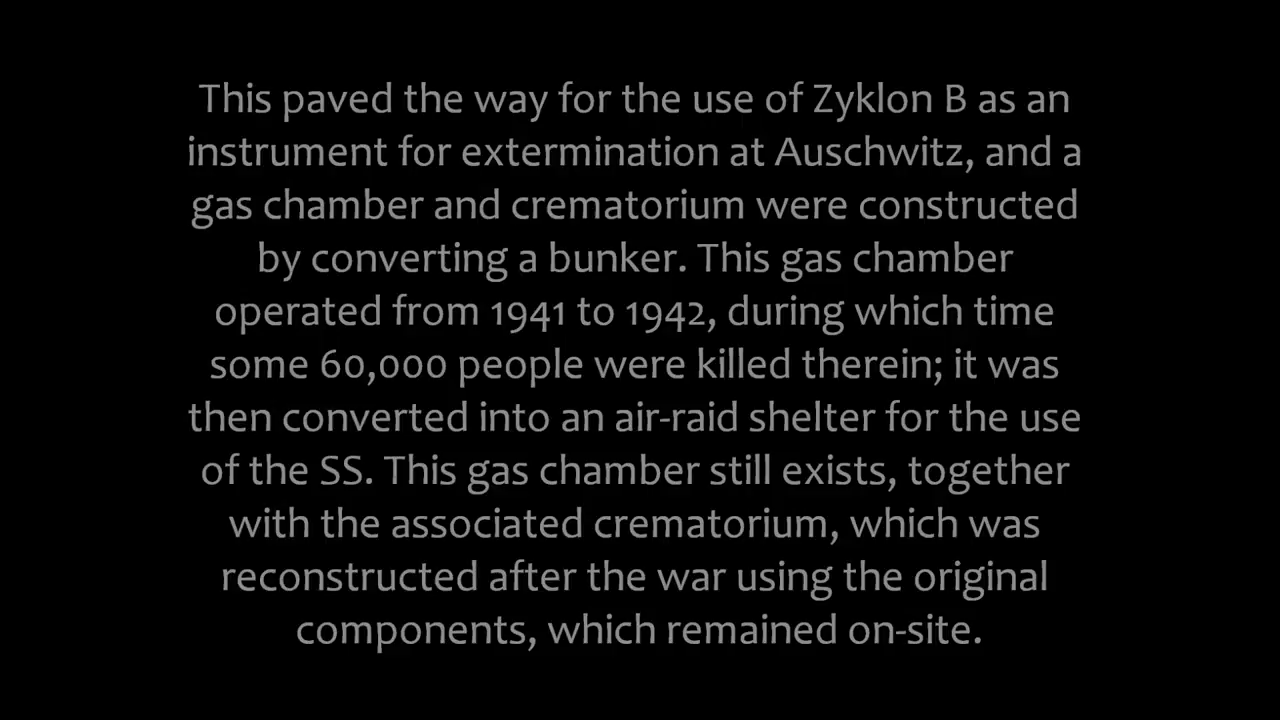 This paved the way for the use of Zyklon B as an
instrument for extermination at Auschwitz, and a
gas chamber and crematorium were constructed
by converting a bunker. This gas chamber
operated from 1941 to 1942, during which time
some 60,000 people were killed therein; it was
then converted into an air-raid shelter for the use
of the SS. This gas chamber still exists, together
with the associated crematorium, which was
reconstructed after the war using the original
components, which remained on-site.